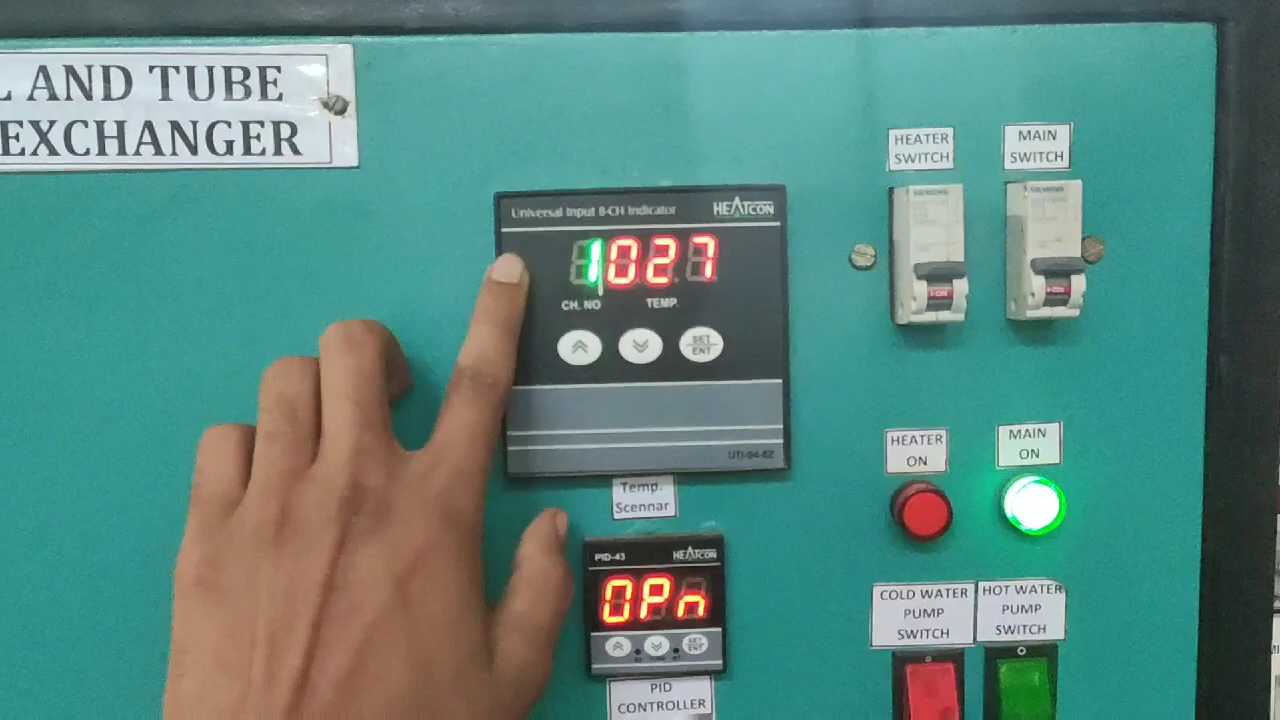 L AND TUBE
EXCHANGER
HEATER
SWITCH
MAIN
SWITCH
Universal Input 8-CH Indicator HEATCON
1027
CH. NO TEMP.
SET
ENT
UTI-94-8Z
Temp.
Scennar
HEATER
ON
MAIN
ON
PID-43 HEATCON
OPn
SET
ENT
PID
CONTROLLER
COLD WATER
PUMP
SWITCH
HOT WATER
PUMP
SWITCH